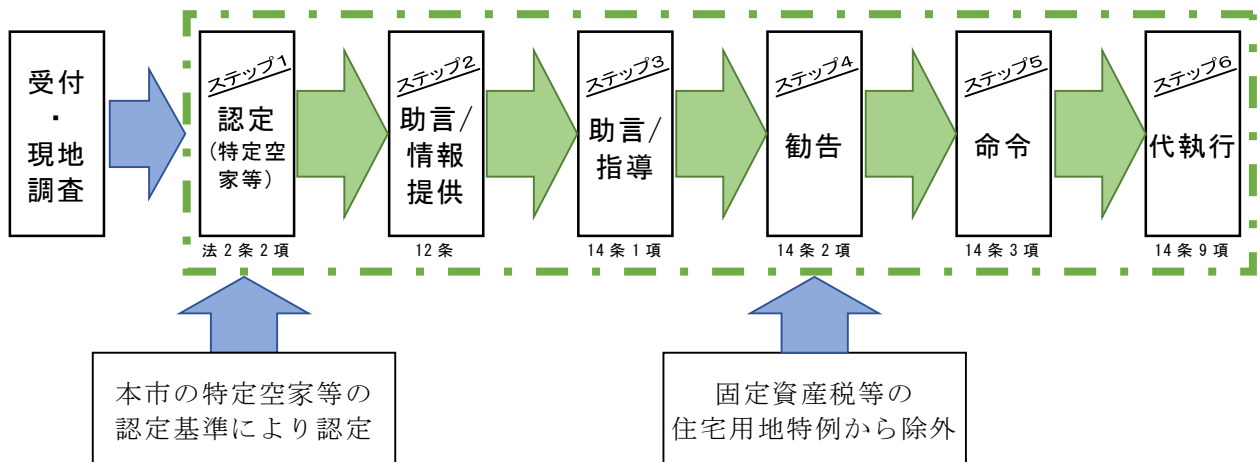 受付
・
現地
調査
ステップ1
認定
(特定空
家等)
法2条2項
ステップ2
助言/
情報
提供
12条
ステップ3
助言/
指導
14条1項
ステップ4
勧告
14条2項
ステップ5
命令
14条3項
ステップ6
代執行
14条9項
本市の特定空家等の
認定基準により認定
固定資産税等の
住宅用地特例から除外